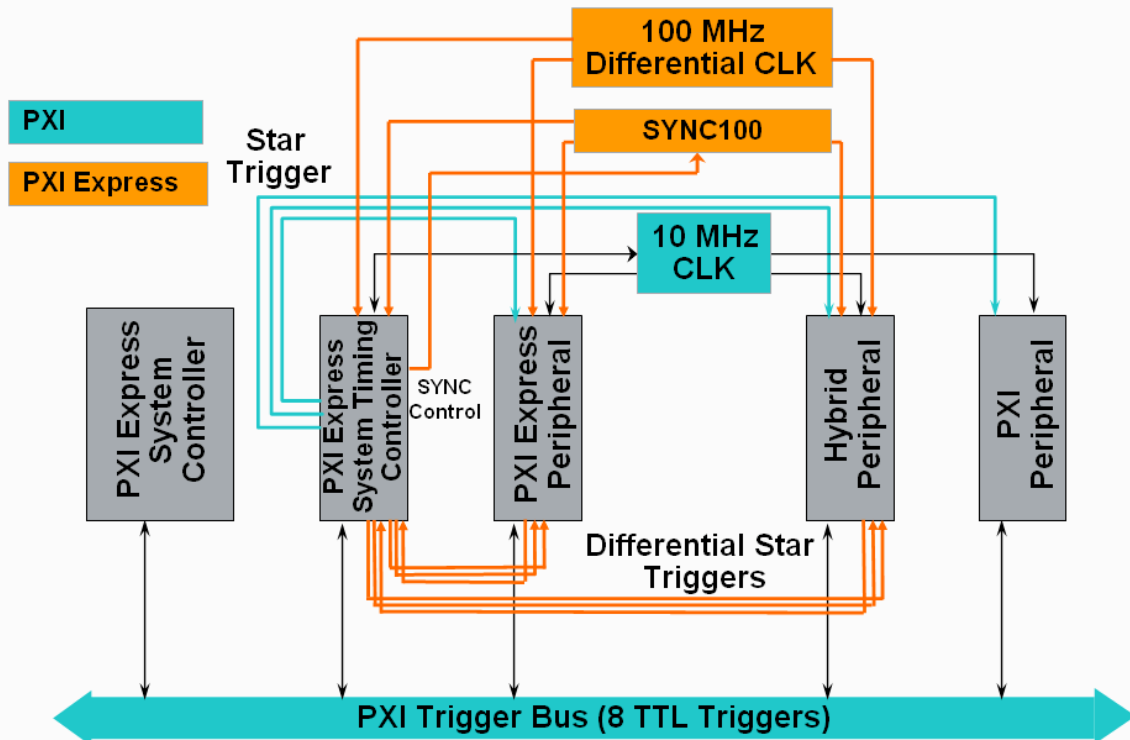 100 MHz
Differential CLK
PXI
SYNC100
Star
Trigger
PXI Express
10 MHz
CLK
PXI Express
System
Controller
PXI Express
System Timing
Controller
SYNC
Control
PXI Express
Peripheral
Hybrid
Peripheral
PXI
Peripheral
Differential Star
Triggers
PXI Trigger Bus (8 TTL Triggers)